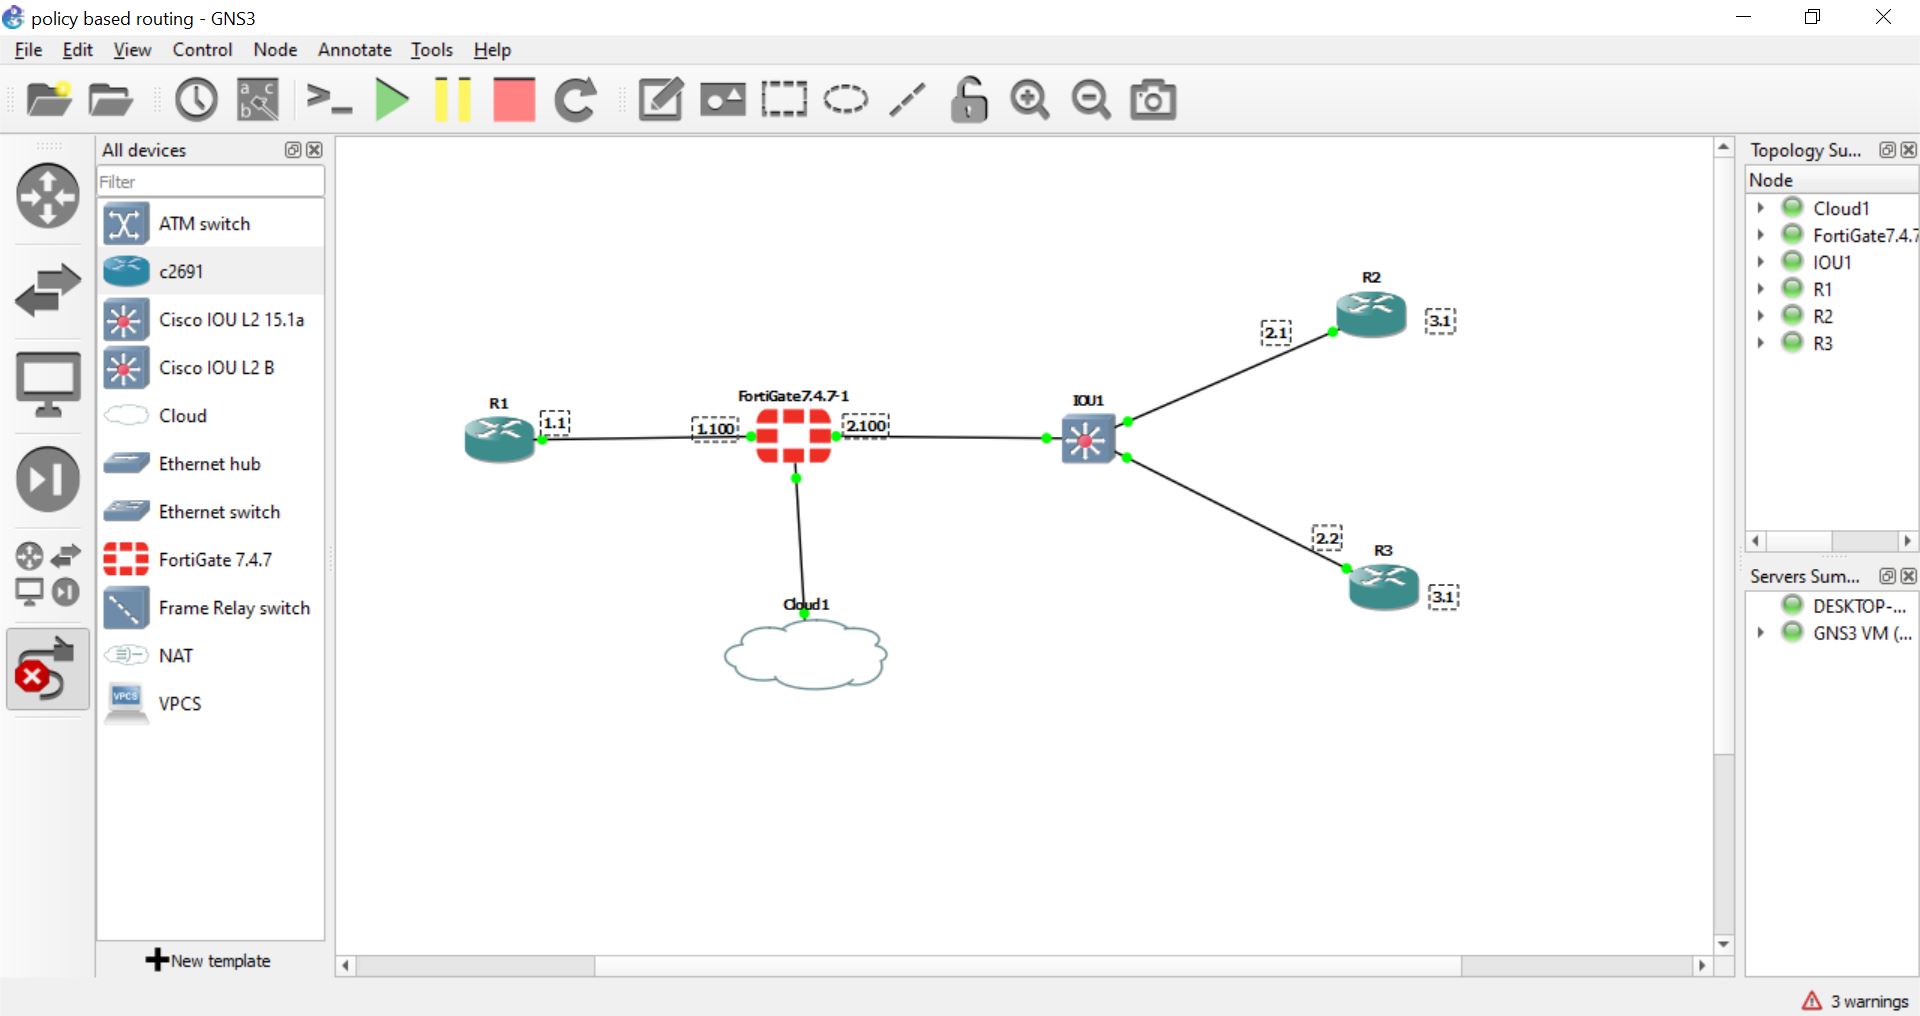 policy based routing - GNS3
File Edit View Control Node Annotate Tools Help
All devices
Filter
ATM switch
c2691
Cisco IOU L2 15.1a
Cisco IOU L2 B
Cloud
Ethernet hub
Ethernet switch
FortiGate 7.4.7
Frame Relay switch
NAT
VPCS
VPCS
New template
R1
1.1
1.100
FortiGate7.4.7-1
2.100
IOU1
R2
2.1
3.1
2.2
R3
3.1
Cloud1
Topology Su...
Node
Cloud1
FortiGate7.4.7
IOU1
R1
R2
R3
Servers Sum...
DESKTOP-...
GNS3 VM (...
3 warnings